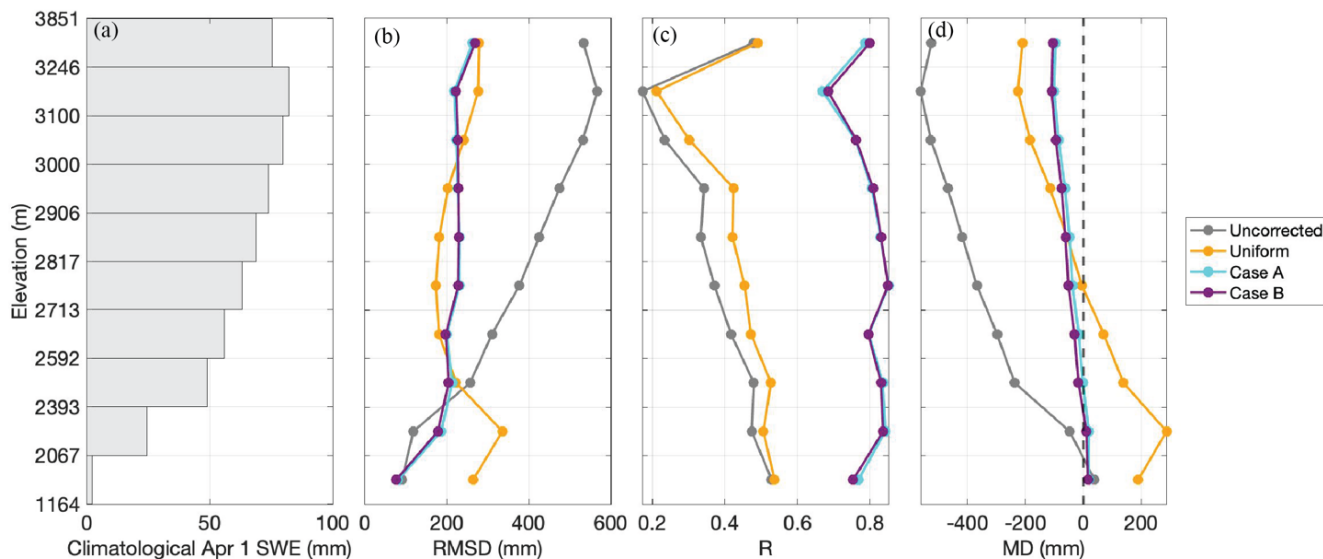 (a)
(b)
(c)
(d)
Elevation (m)
3851
3246
3100
3000
2906
2817
2713
2592
2393
2067
1164
0 50 100
Climatological Apr 1 SWE (mm)
0 200 400 600
RMSD (mm)
0.2 0.4 0.6 0.8
R
-400 -200 0 200
MD (mm)
Uncorrected
Uniform
Case A
Case B